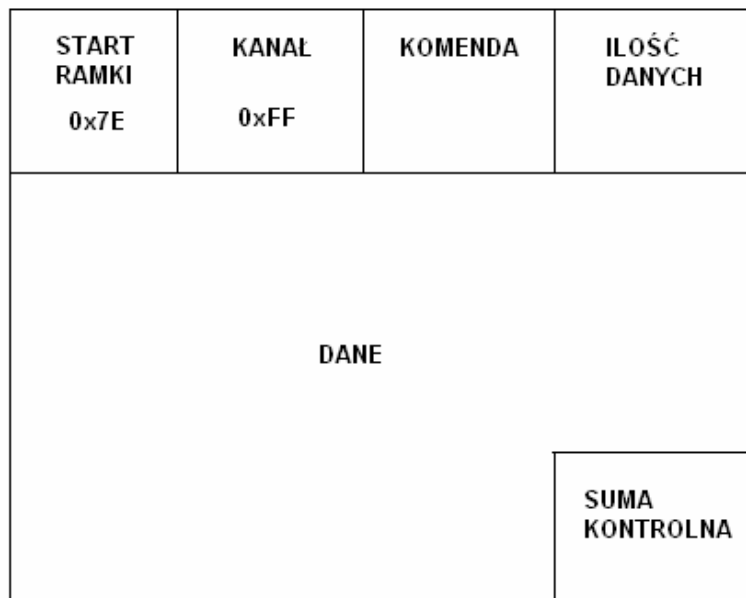 START
RAMKI
0x7E
KANAŁ
0xFF
KOMENDA
ILOŚĆ
DANYCH
DANE
SUMA
KONTROLNA